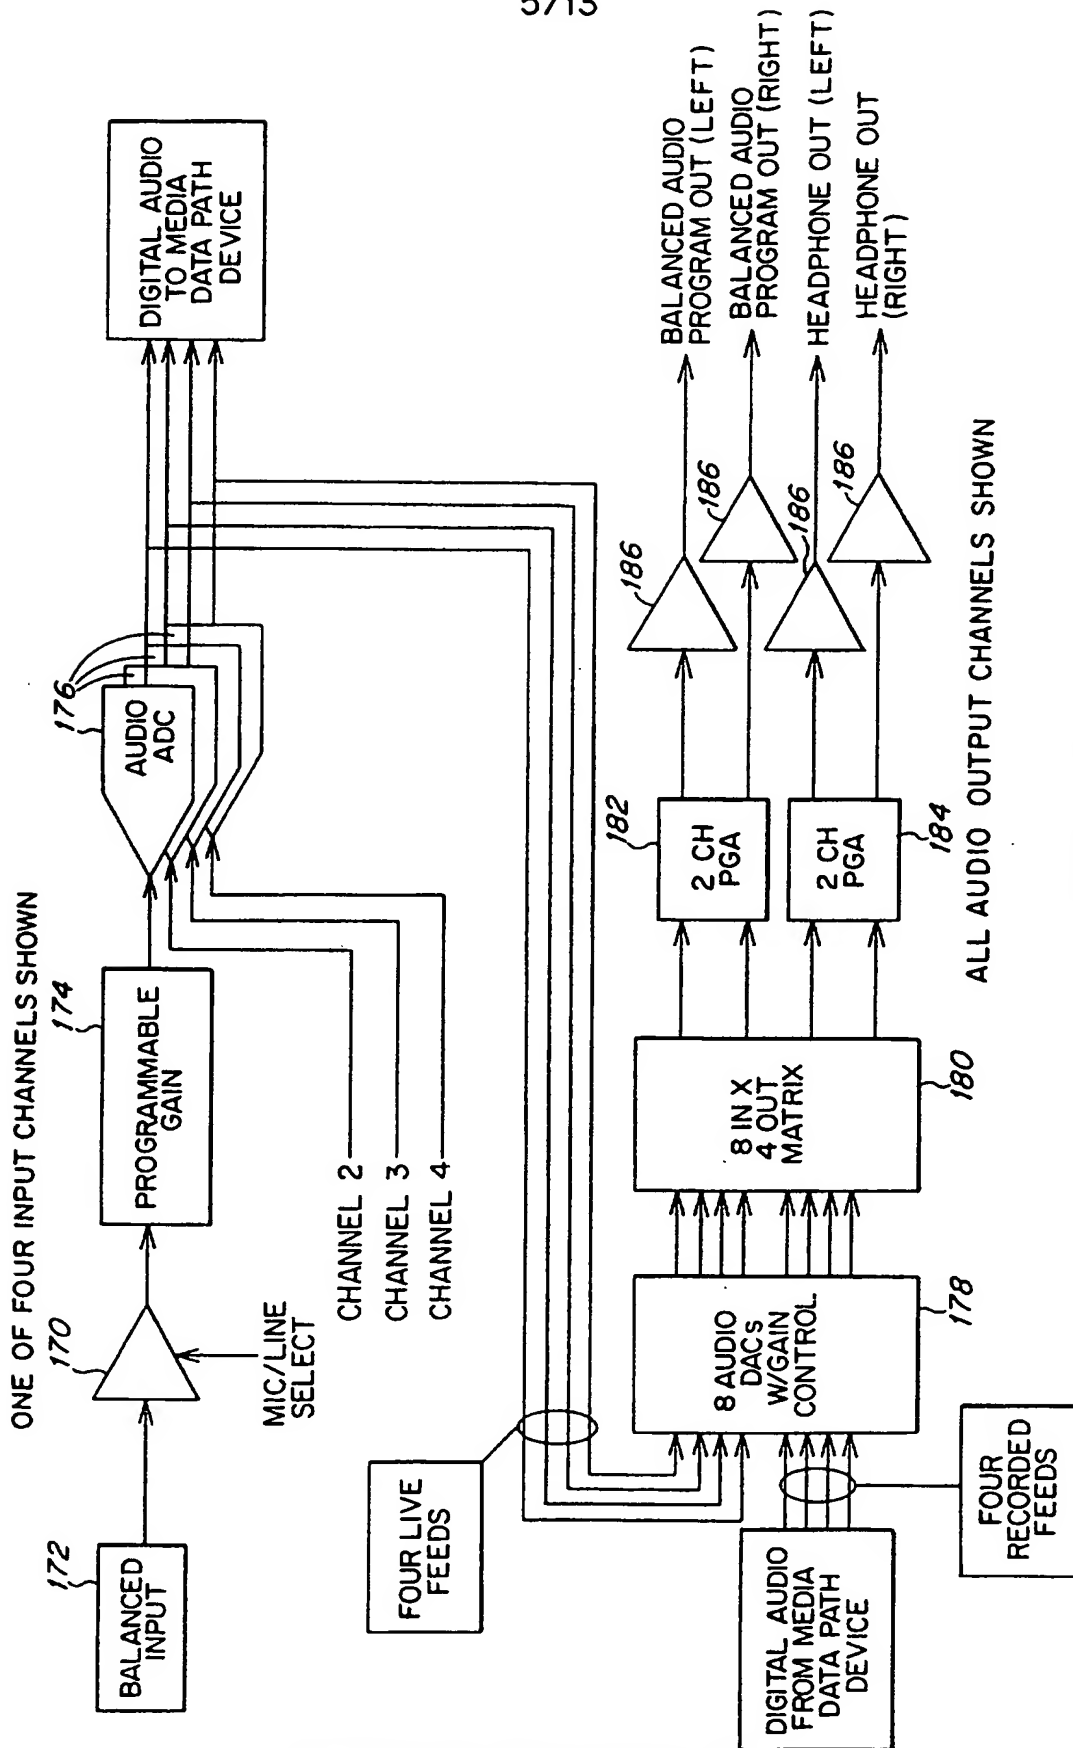 5/13
ONE OF FOUR INPUT CHANNELS SHOWN
172
BALANCED
INPUT
170
MIC/LINE
SELECT
174
PROGRAMMABLE
GAIN
176
AUDIO
ADC
DIGITAL AUDIO
TO MEDIA
DATA PATH
DEVICE
CHANNEL 2
CHANNEL 3
CHANNEL 4
FOUR LIVE
FEEDS
DIGITAL AUDIO
FROM MEDIA
DATA PATH
DEVICE
FOUR
RECORDED
FEEDS
8 AUDIO
DACs
W/GAIN
CONTROL
178
8 IN X
4 OUT
MATRIX
180
182
2 CH
PGA
2 CH
PGA
184
186
186
186
186
BALANCED AUDIO
PROGRAM OUT (LEFT)
BALANCED AUDIO
PROGRAM OUT (RIGHT)
HEADPHONE OUT (LEFT)
HEADPHONE OUT
(RIGHT)
ALL AUDIO OUTPUT CHANNELS SHOWN